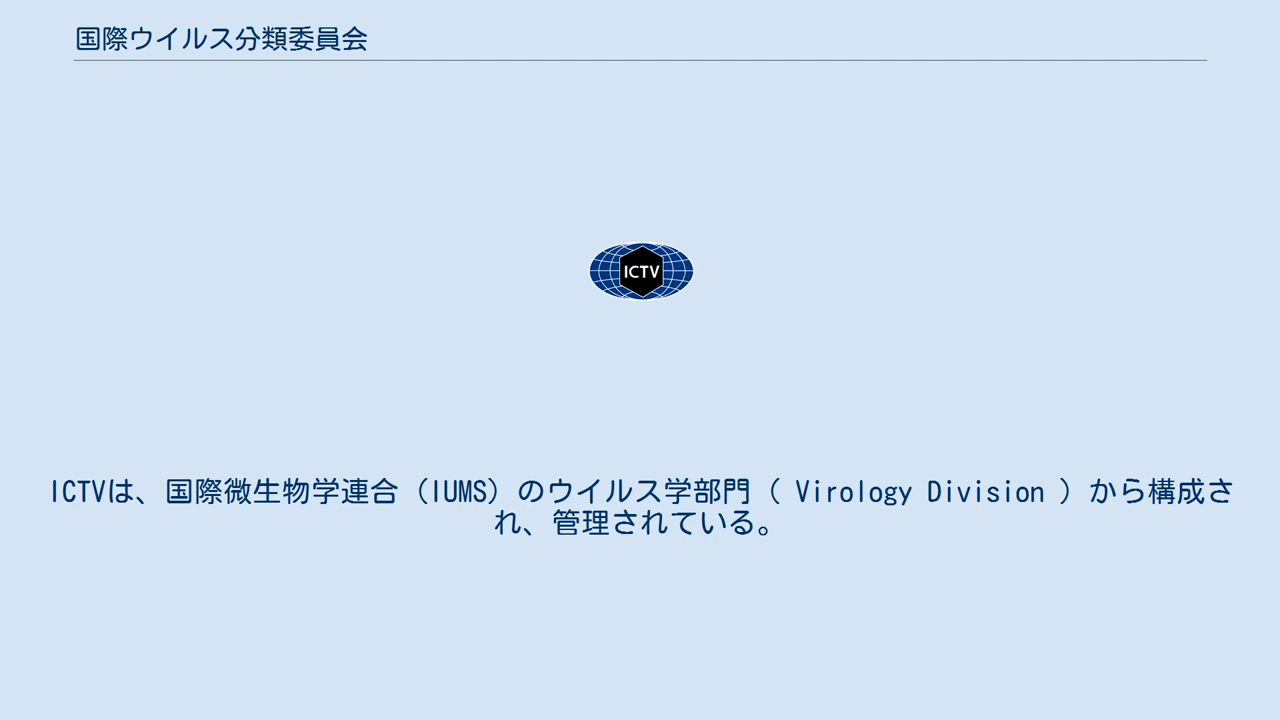 国際ウイルス分類委員会
ICTV
ICTVは、国際微生物学連合（IUMS）のウイルス学部門（ Virology Division ）から構成さ
れ、管理されている。